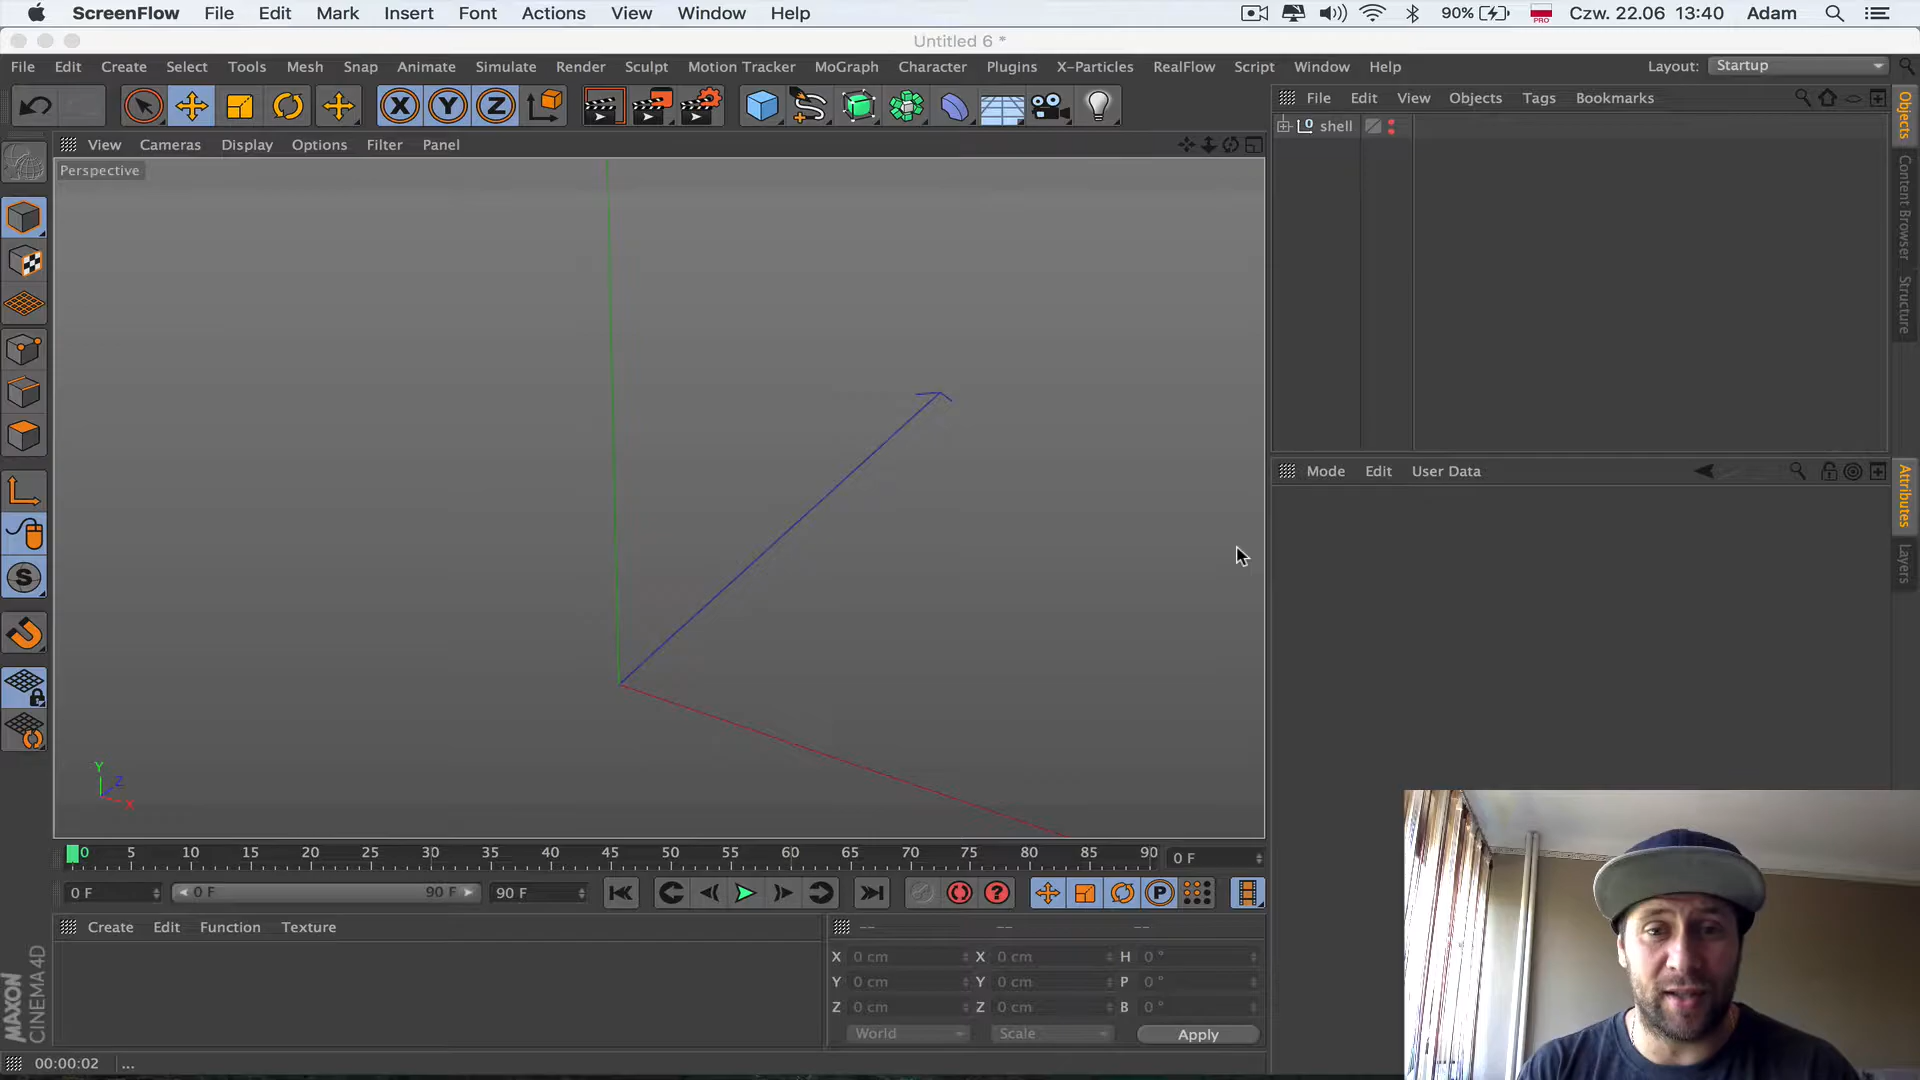 ScreenFlow File Edit Mark Insert Font Actions View Window Help 90% PRO Czw. 22.06 13:40 Adam
Untitled 6 *
File Edit Create Select Tools Mesh Snap Animate Simulate Render Sculpt Motion Tracker MoGraph Character Plugins X-Particles RealFlow Script Window Help Layout: Startup
X Y Z
File Edit View Objects Tags Bookmarks
shell
View Cameras Display Options Filter Panel
Perspective
Objects
Content Browser
Structure
Mode Edit User Data
Attributes
Layers
S
Y
Z
X
0 5 10 15 20 25 30 35 40 45 50 55 60 65 70 75 80 85 90 0 F
0 F 0 F 90 F 90 F ? P
Create Edit Function Texture
-- -- --
X 0 cm X 0 cm H 0 °
Y 0 cm Y 0 cm P 0 °
Z 0 cm Z 0 cm B 0 °
World Scale Apply
MAXON
CINEMA 4D
00:00:02 ...